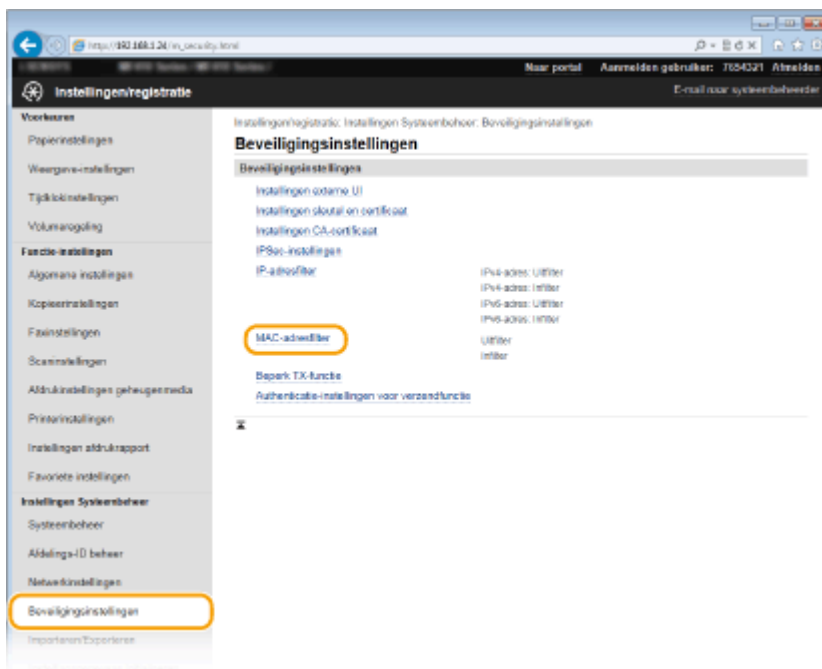 http://192.168.1.24/m_security.html
Naar portal Aanmelden gebruiker: 7654321 Afmelden
Instellingen/registratie
E-mail naar systeembeheerder
Voorkeuren
Papierinstellingen
Weergave-instellingen
Tijdklokinstellingen
Volumeregeling
Functie-instellingen
Algemene instellingen
Kopieerinstellingen
Faxinstellingen
Scaninstellingen
Afdrukinstellingen geheugenmedia
Printerinstellingen
Instellingen afdrukrapport
Favoriete instellingen
Instellingen Systeembeheer
Systeembeheer
Afdelings-ID beheer
Netwerkinstellingen
Beveiligingsinstellingen
Importeren/Exporteren
Instellingen/registratie: Instellingen Systeembeheer: Beveiligingsinstellingen
Beveiligingsinstellingen
Beveiligingsinstellingen
Instellingen externe UI
Instellingen sleutel en certificaat
Instellingen CA-certificaat
IPSec-instellingen
IP-adresfilter
IPv4-adres: Uitfilter
IPv4-adres: Infilter
IPv6-adres: Uitfilter
IPv6-adres: Infilter
MAC-adresfilter
Uitfilter
Infilter
Beperk TX-functie
Authenticatie-instellingen voor verzendfunctie